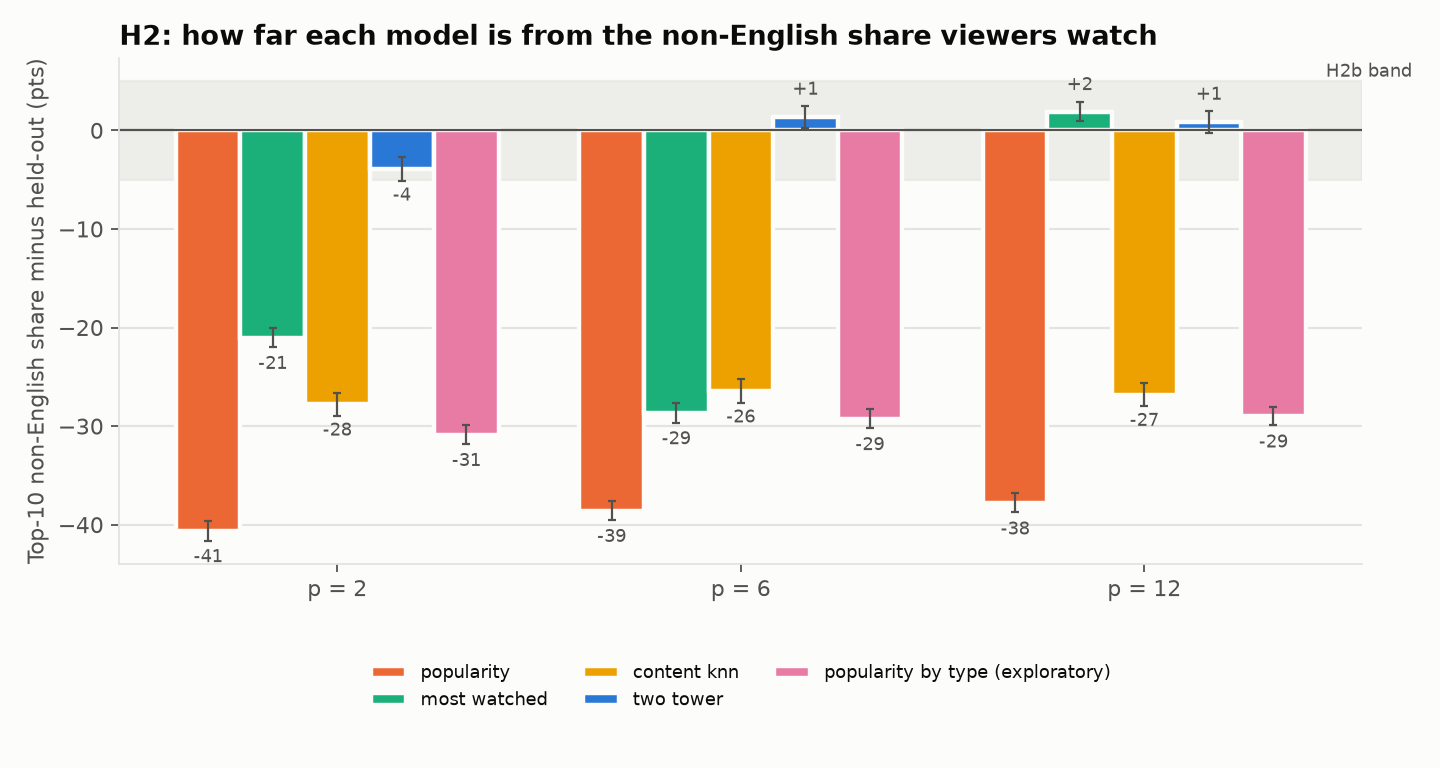 H2: how far each model is from the non-English share viewers watch
Top-10 non-English share minus held-out (pts)
H2b band
0
−10
−20
−30
−40
-41
-21
-28
-4
-31
-39
-29
-26
+1
-29
-38
+2
-27
+1
-29
p = 2
p = 6
p = 12
popularity
most watched
content knn
two tower
popularity by type (exploratory)